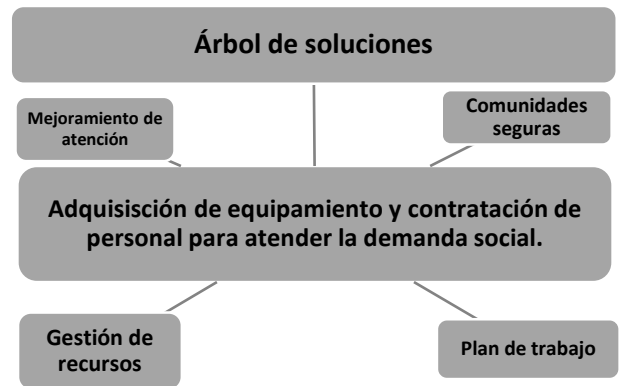 Árbol de soluciones
Mejoramiento de
atención
Comunidades
seguras
Adquisisción de equipamiento y contratación de
personal para atender la demanda social.
Gestión de
recursos
Plan de trabajo